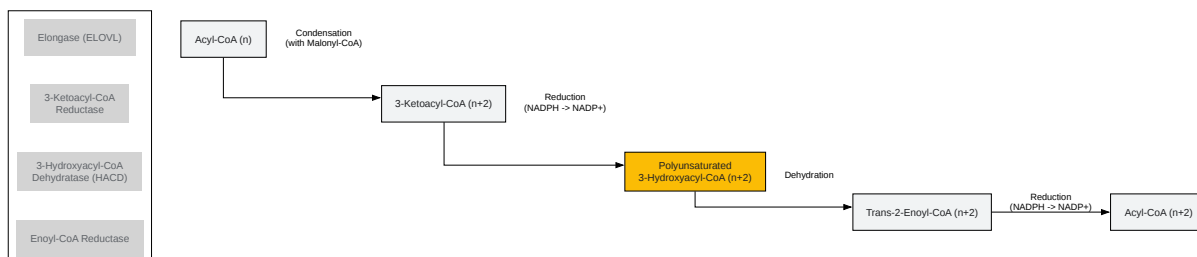 Elongase (ELOVL)
3-Ketoacyl-CoA
Reductase
3-Hydroxyacyl-CoA
Dehydratase (HACD)
Enoyl-CoA Reductase
Acyl-CoA (n)
Condensation
(with Malonyl-CoA)
3-Ketoacyl-CoA (n+2)
Reduction
(NADPH -> NADP+)
Polyunsaturated
3-Hydroxyacyl-CoA (n+2)
Dehydration
Trans-2-Enoyl-CoA (n+2)
Reduction
(NADPH -> NADP+)
Acyl-CoA (n+2)